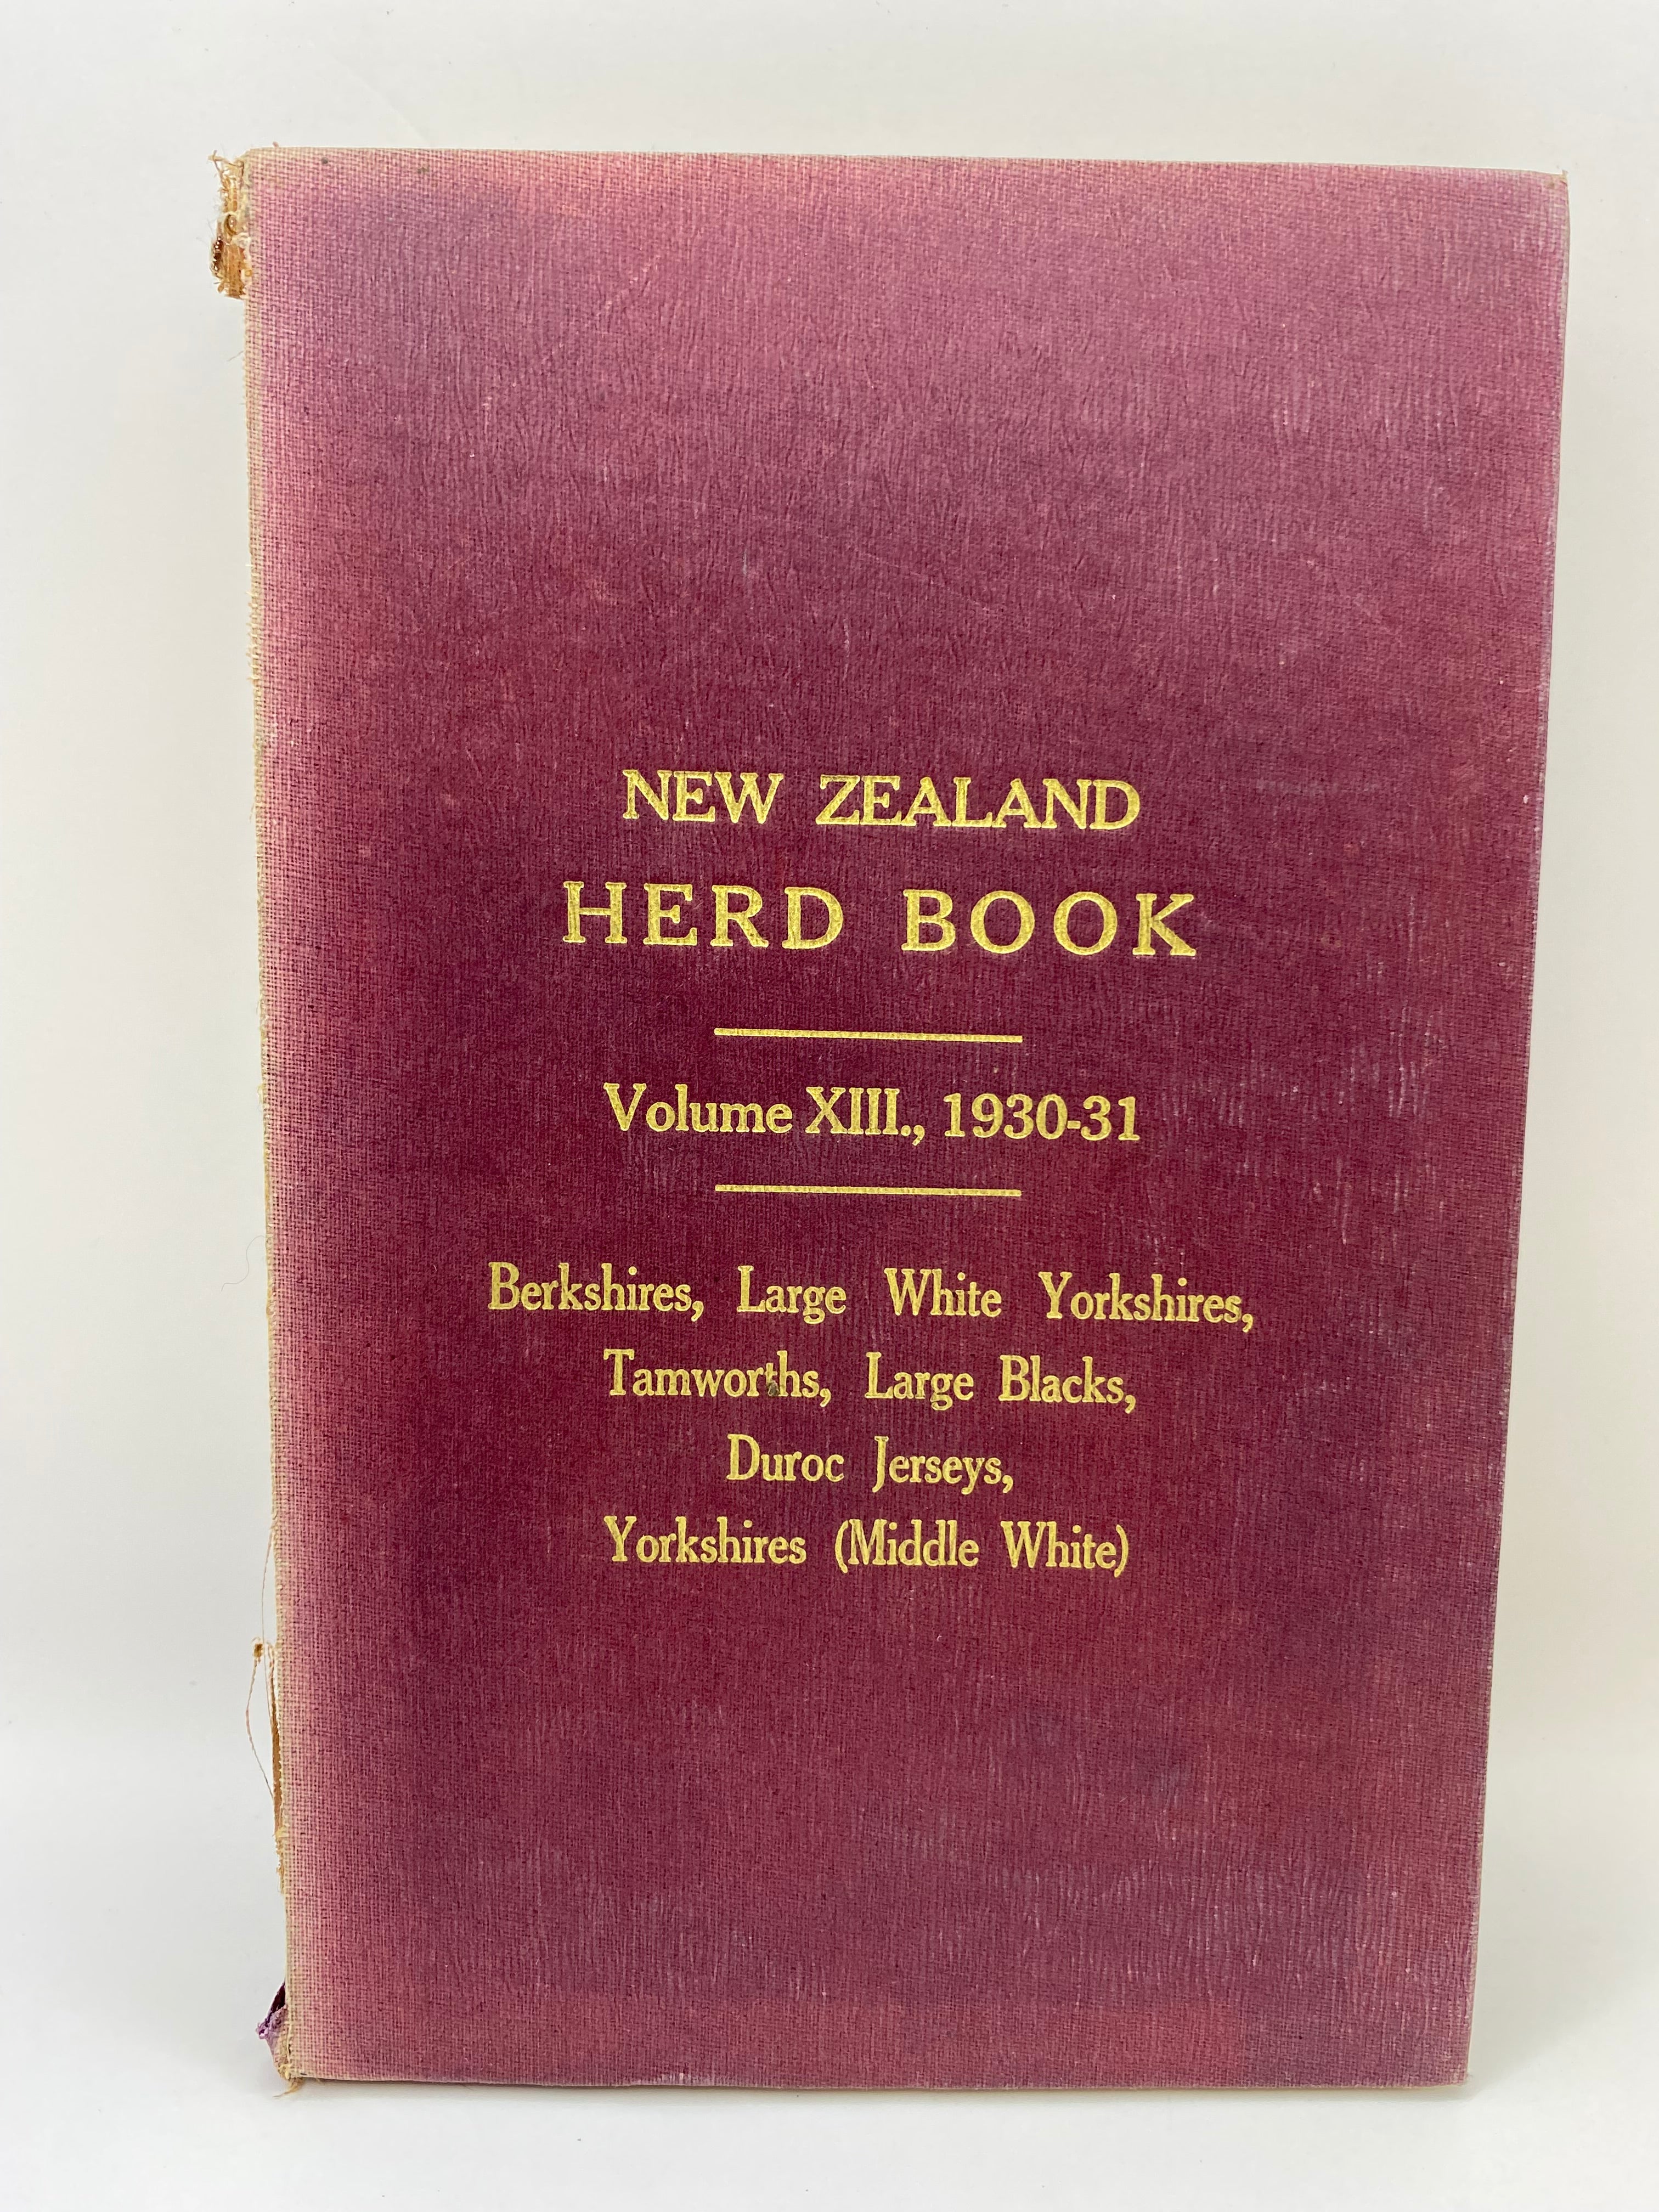 NEW ZEALAND
HERD BOOK
Volume XIII., 1930-31
Berkshires, Large White Yorkshires,
Tamworths, Large Blacks,
Duroc Jerseys,
Yorkshires (Middle White)